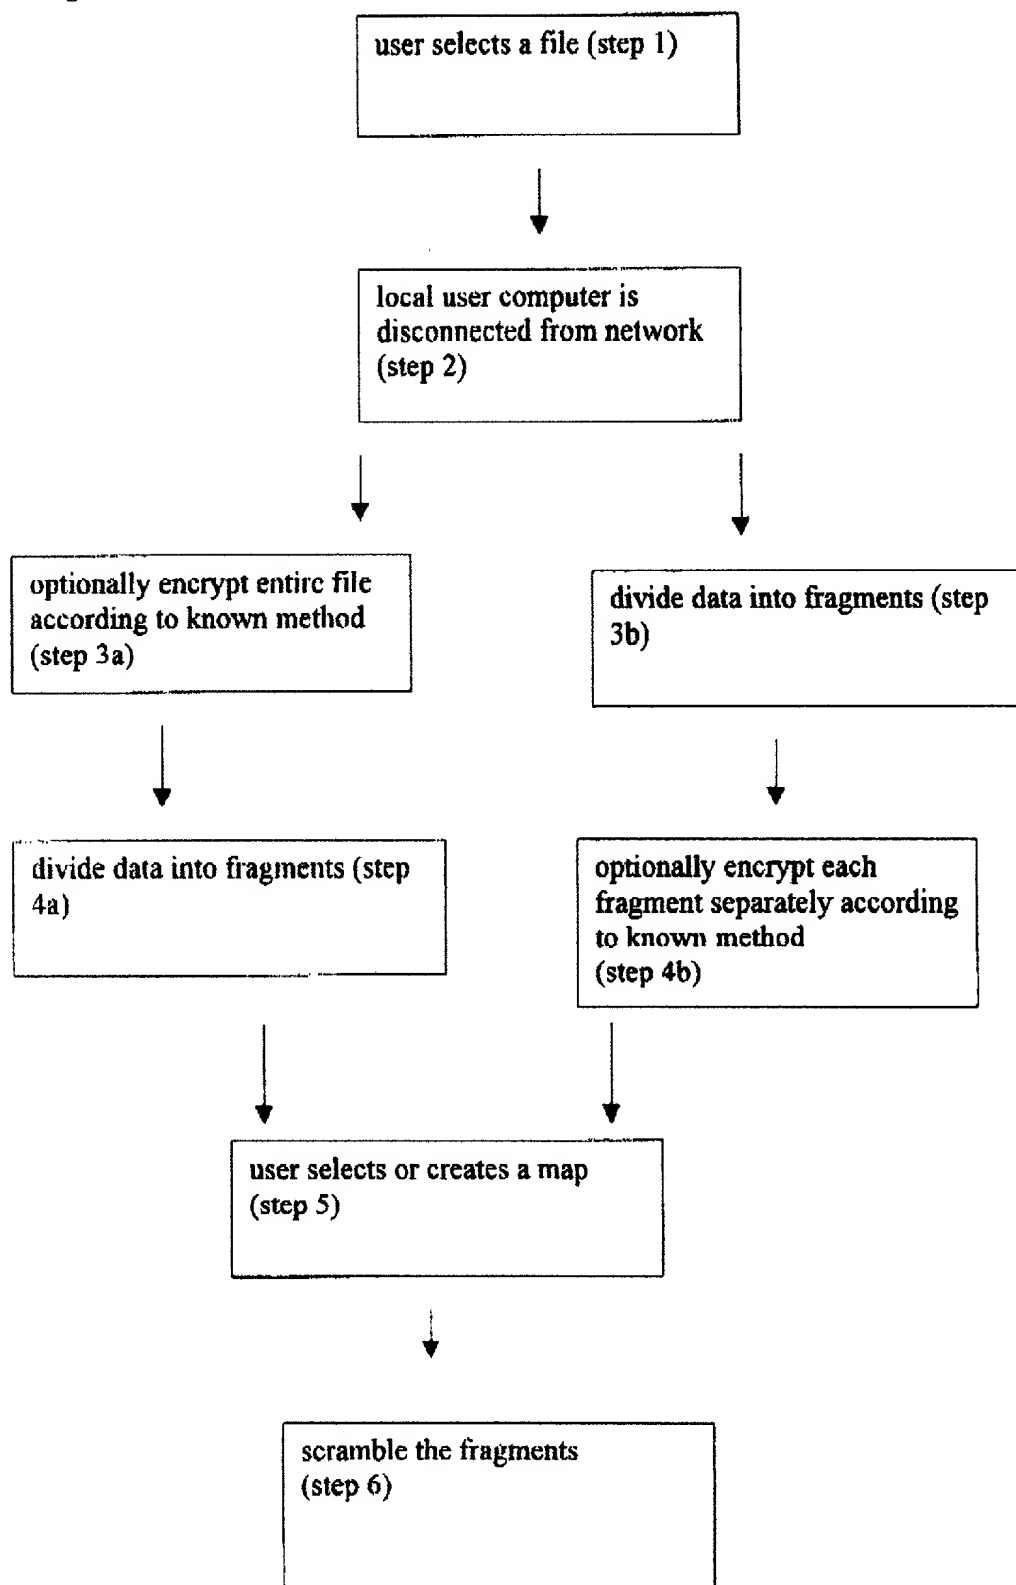 user selects a file (step 1)
local user computer is
disconnected from network
(step 2)
optionally encrypt entire file
according to known method
(step 3a)
divide data into fragments (step
3b)
divide data into fragments (step
4a)
optionally encrypt each
fragment separately according
to known method
(step 4b)
user selects or creates a map
(step 5)
scramble the fragments
(step 6)